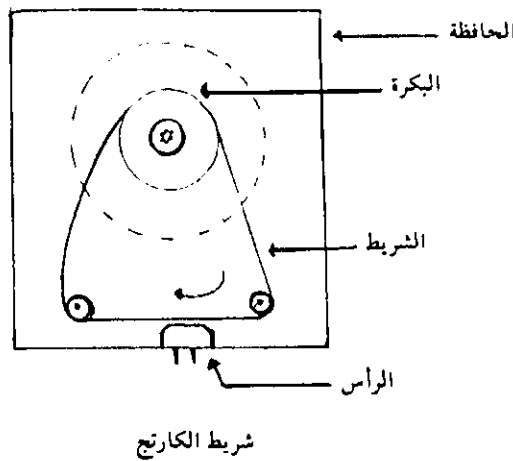 الحافظة
البكرة
الشريط
الرأس
شريط الكارتج